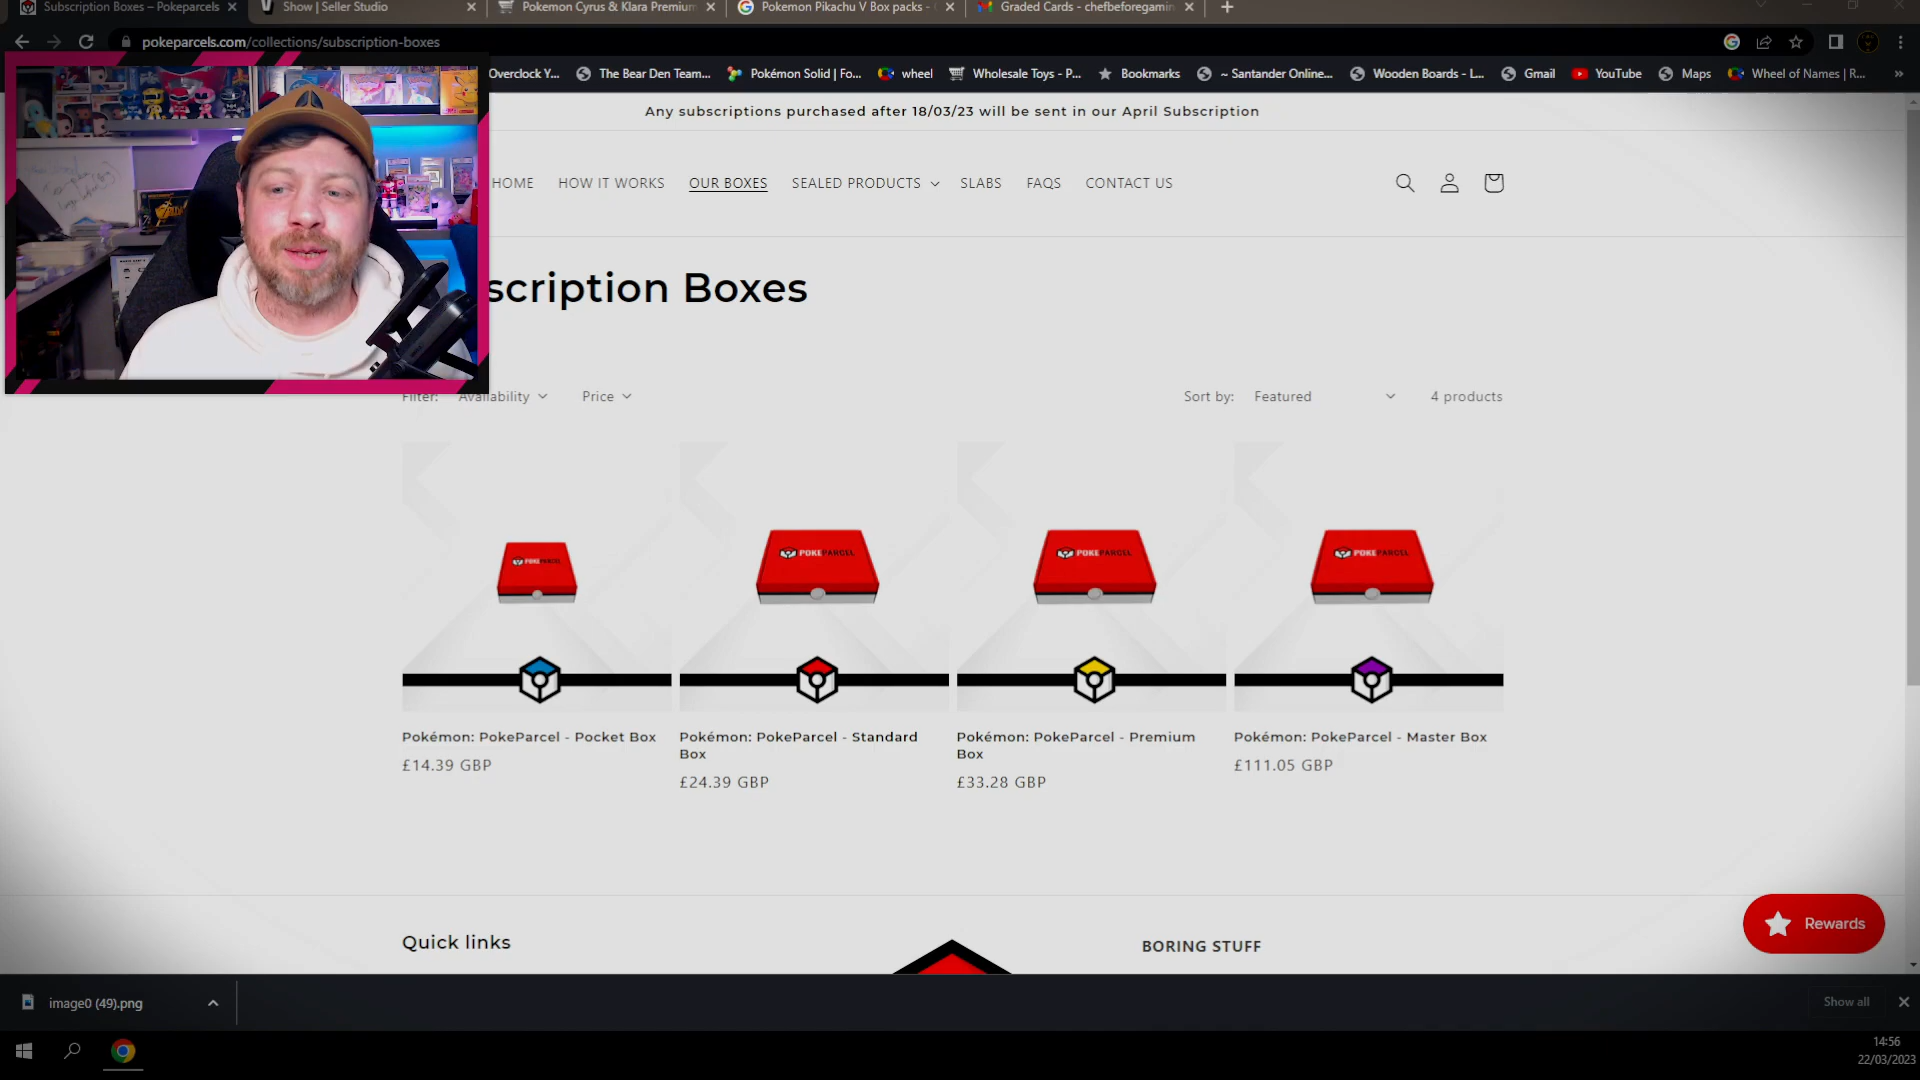 Subscription Boxes – Pokeparcels
Show | Seller Studio
Pokemon Cyrus & Klara Premium
Pokemon Pikachu V Box packs -
Graded Cards - chefbeforegamin
pokeparcels.com/collections/subscription-boxes
Overclock Y...
The Bear Den Team...
Pokémon Solid | Fo...
wheel
Wholesale Toys - P...
Bookmarks
~ Santander Online...
Wooden Boards - L...
Gmail
YouTube
Maps
Wheel of Names | R...
Any subscriptions purchased after 18/03/23 will be sent in our April Subscription
HOME
HOW IT WORKS
OUR BOXES
SEALED PRODUCTS
SLABS
FAQS
CONTACT US
scription Boxes
Filter:
Availability
Price
Sort by:
Featured
4 products
POKEPARCEL
POKEPARCEL
POKEPARCEL
POKEPARCEL
Pokémon: PokeParcel - Pocket Box
£14.39 GBP
Pokémon: PokeParcel - Standard
Box
£24.39 GBP
Pokémon: PokeParcel - Premium
Box
£33.28 GBP
Pokémon: PokeParcel - Master Box
£111.05 GBP
Rewards
Quick links
BORING STUFF
image0 (49).png
Show all
14:56
22/03/2023